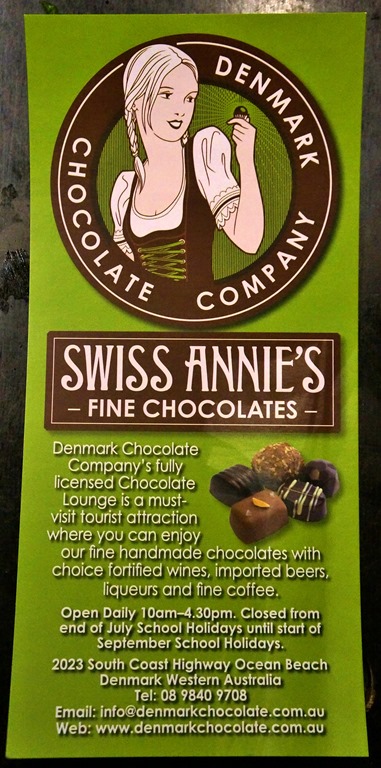 DENMARK
CHOCOLATE COMPANY
SWISS ANNIE'S
– FINE CHOCOLATES –
Denmark Chocolate
Company's fully
licensed Chocolate
Lounge is a must-
visit tourist attraction
where you can enjoy
our fine handmade chocolates with
choice fortified wines, imported beers,
liqueurs and fine coffee.
Open Daily 10am–4.30pm. Closed from
end of July School Holidays until start of
September School Holidays.
2023 South Coast Highway Ocean Beach
Denmark Western Australia
Tel: 08 9840 9708
Email: info@denmarkchocolate.com.au
Web: www.denmarkchocolate.com.au